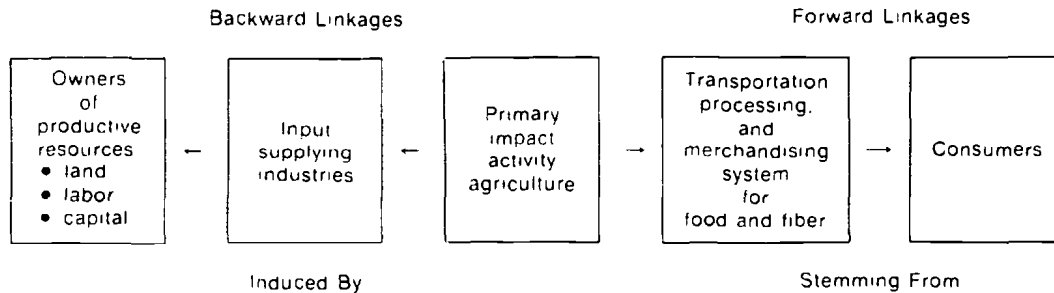 Backward Linkages
Forward Linkages
Owners
of
productive
resources
• land
• labor
• capital
←
Input
supplying
industries
←
Primary
impact
activity
agriculture
→
Transportation
processing,
and
merchandising
system
for
food and fiber
→
Consumers
Induced By
Stemming From